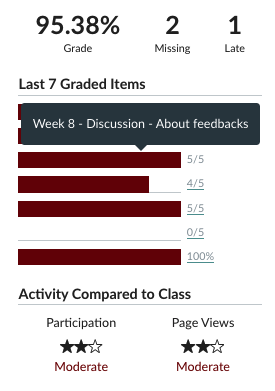 95.38% 2 1
Grade Missing Late
Last 7 Graded Items
Week 8 - Discussion - About feedbacks
5/5
4/5
5/5
0/5
100%
Activity Compared to Class
Participation Page Views
Moderate Moderate